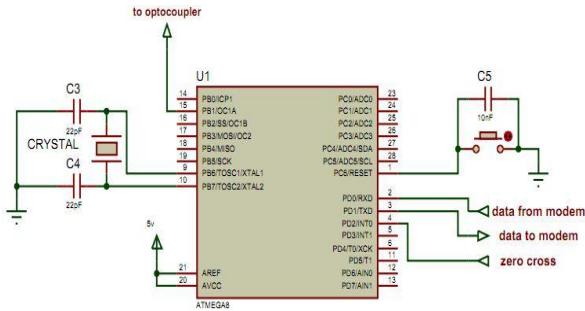 to optocoupler
U1
C3
22pF
CRYSTAL
C4
22pF
5v
14 PB0/ICP1
15 PB1/OC1A
16 PB2/SS/OC1B
17 PB3/MOSI/OC2
18 PB4/MISO
19 PB5/SCK
9 PB6/TOSC1/XTAL1
10 PB7/TOSC2/XTAL2
21 AREF
20 AVCC
PC0/ADC0 23
PC1/ADC1 24
PC2/ADC2 25
PC3/ADC3 26
PC4/ADC4/SDA 27
PC5/ADC5/SCL 28
PC6/RESET 1
PD0/RXD 2
PD1/TXD 3
PD2/INT0 4
PD3/INT1 5
PD4/T0/XCK 6
PD5/T1 11
PD6/AIN0 12
PD7/AIN1 13
ATMEGA8
C5
10nF
data from modem
data to modem
zero cross